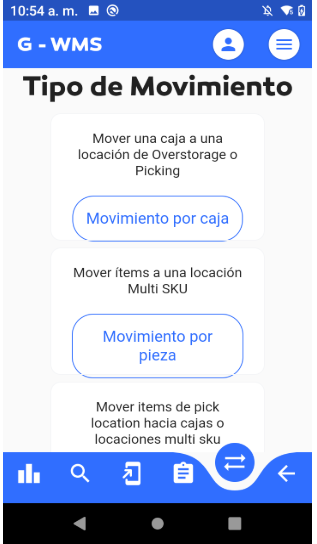 10:54 a. m.
G - WMS
Tipo de Movimiento
Mover una caja a una
locación de Overstorage o
Picking
Movimiento por caja
Mover ítems a una locación
Multi SKU
Movimiento por
pieza
Mover items de pick
location hacia cajas o
locaciones multi sku